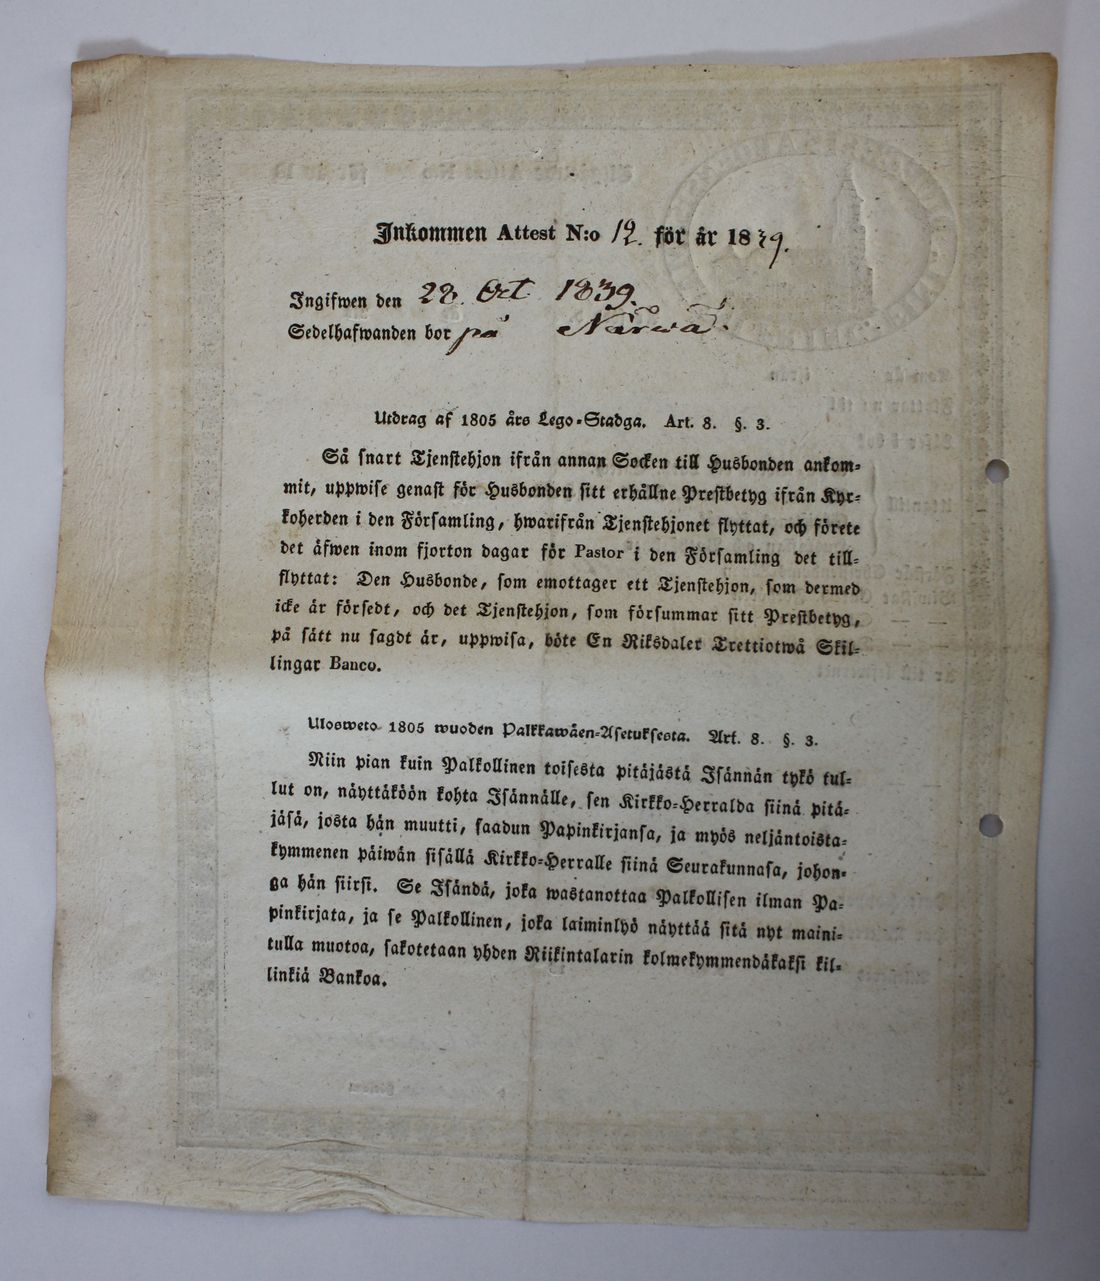 Inkommen Attest N:o 12. för år 1839.
Ingifwen den 28. Oct 1839.
Sedelhafwanden bor på Närwä.
Utdrag af 1805 års Lego-Stadga. Art. 8. §. 3.
Så snart Tjenstehjon ifrån annan Socken till Husbonden ankom-
mit, uppwise genast för Husbonden sitt erhållne Prestbetyg ifrån Kyr-
koherden i den Församling, hwarifrån Tjenstehjonet flyttat, och förete
det äfwen inom fjorton dagar för Pastor i den Församling det till-
flyttat: Den Husbonde, som emottager ett Tjenstehjon, som dermed
icke är försedt, och det Tjenstehjon, som försummar sitt Prestbetyg,
på sätt nu sagdt är, uppwisa, böte En Riksdaler Trettiotwå Skil-
lingar Banco.
Ulosweto 1805 wuoden Palkkawäen-Asetuksesta. Art. 8. §. 3.
Niin pian kuin Palkollinen toisesta pitäjästä Isännän tykö tul-
lut on, näyttäköön kohta Isännälle, sen Kirkko-Herralda siinä pitä-
jäsä, josta hän muutti, saadun Papinkirjansa, ja myös neljäntoista-
kymmenen päiwän sisällä Kirkko-Herralle siinä Seurakunnasa, johon-
ga hän siirsi. Se Isändä, joka wastanottaa Palkollisen ilman Pa-
pinkirjata, ja se Palkollinen, joka laiminlyö näyttää sitä nyt maini-
tulla muotoa, sakotetaan yhden Riikintalarin kolmekymmendäkaksi kil-
linkiä Bankoa.